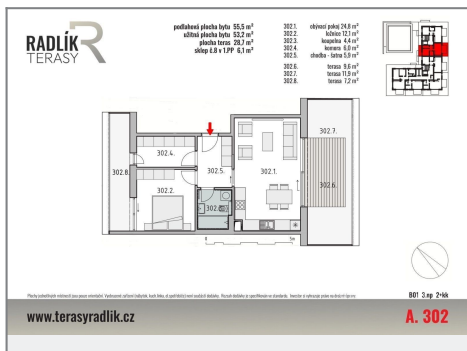 RADLÍK
TERASY
podlahová plocha bytu 55,5 m²
užitná plocha bytu 53,2 m²
plocha teras 28,7 m²
sklep č.8 v 1.PP 6,1 m²
302.1. obývací pokoj 24,8 m²
302.2. ložnice 12,1 m²
302.3. koupelna 4,4 m²
302.4. komora 6,0 m²
302.5. chodba - šatna 5,9 m²
302.6. terasa 9,6 m²
302.7. terasa 11,9 m²
302.8. terasa 7,2 m²
302.7.
302.4.
302.8.
302.5.
302.1.
302.2.
302.6.
0 5m
B01 3.np 2+kk
www.terasyradlik.cz
A. 302